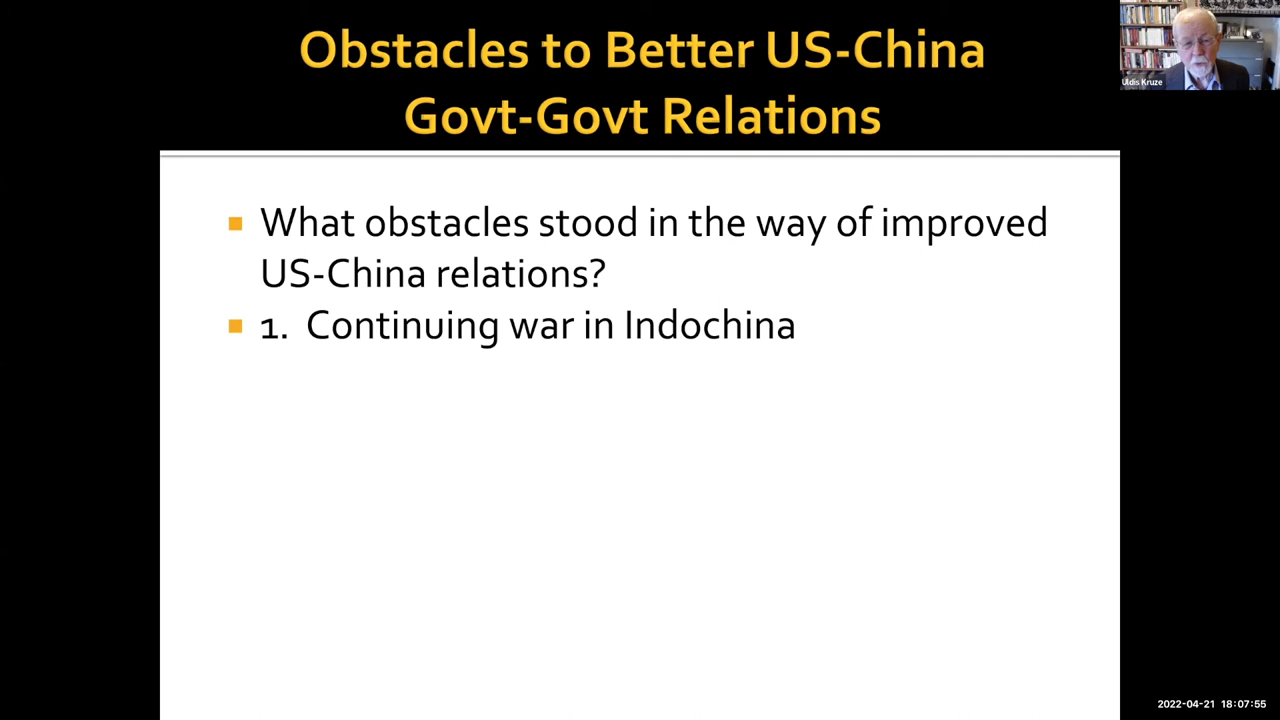 Obstacles to Better US-China
Govt-Govt Relations
Uldis Kruze
What obstacles stood in the way of improved
US-China relations?
1. Continuing war in Indochina
2022-04-21 18:07:55